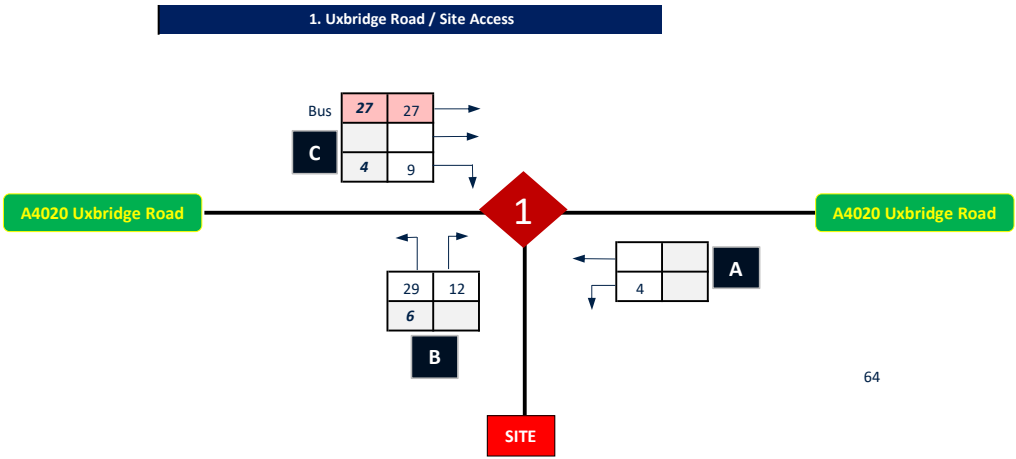 1. Uxbridge Road / Site Access
Bus 27 27
C
4 9
A4020 Uxbridge Road
1
A4020 Uxbridge Road
29 12
6
B
4
A
64
SITE